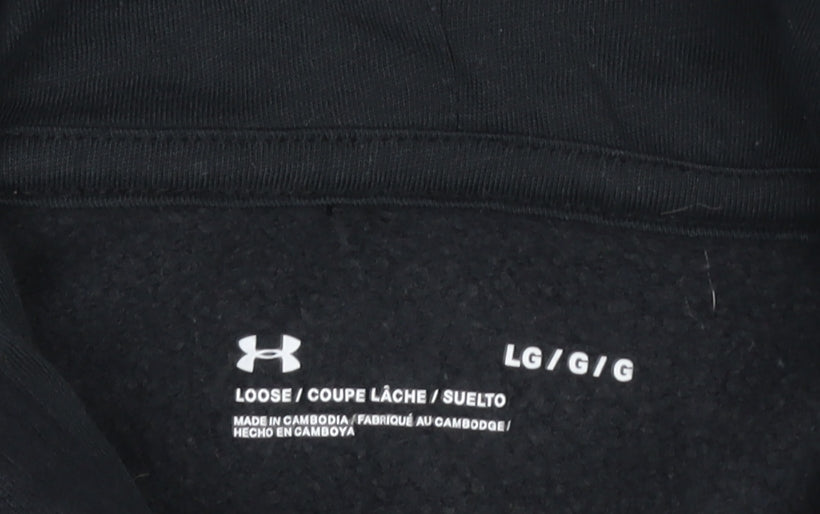 LG / G / G
LOOSE / COUPE LÂCHE / SUELTO
MADE IN CAMBODIA / FABRIQUÉ AU CAMBODGE /
HECHO EN CAMBOYA